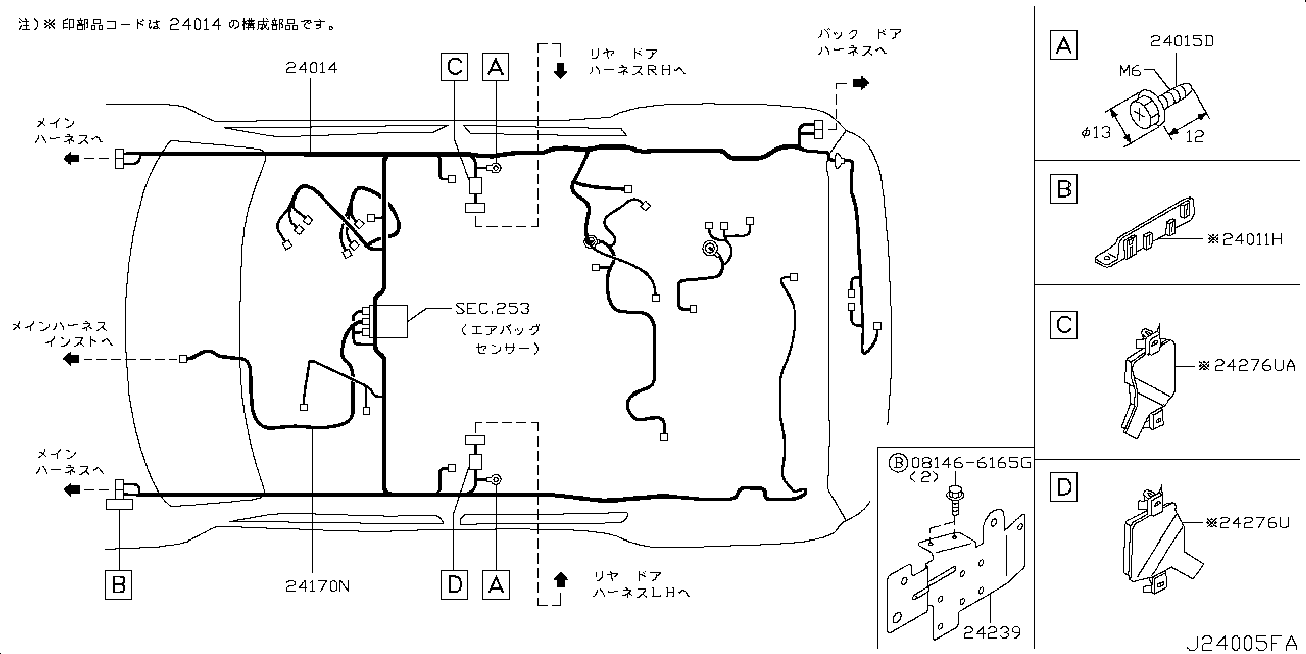 注)※ 印部品コードは 24014 の構成部品です。
24014
C
A
リヤ ドア
ハーネスRHへ
バック ドア
ハーネスへ
メイン
ハーネスへ
SEC.253
(エアバッグ
センサー)
メインハーネス
インストへ
メイン
ハーネスへ
B
24170N
D
A
リヤ ドア
ハーネスLHへ
A
24015D
M6
φ13
12
B
※24011H
C
※24276UA
D
※24276U
B08146-6165G
(2)
24239
J24005FA